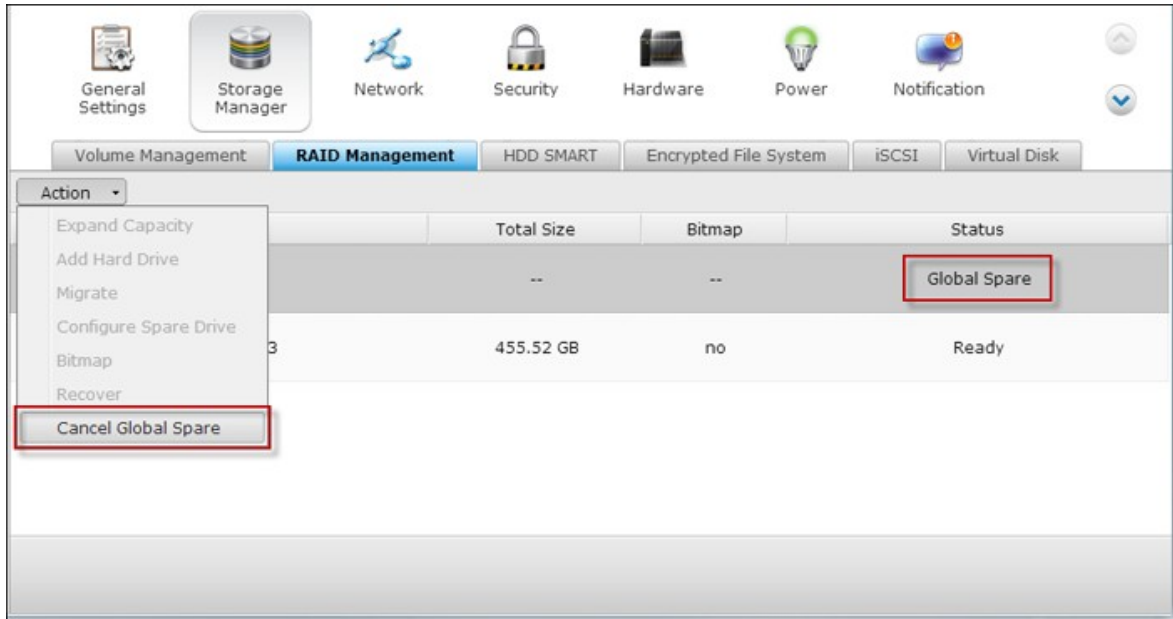 General Settings
Storage Manager
Network
Security
Hardware
Power
Notification
Volume Management
RAID Management
HDD SMART
Encrypted File System
iSCSI
Virtual Disk
Action
Total Size
Bitmap
Status
Expand Capacity
Add Hard Drive
Migrate
Configure Spare Drive
Bitmap
Recover
Cancel Global Spare
--
--
Global Spare
3
455.52 GB
no
Ready